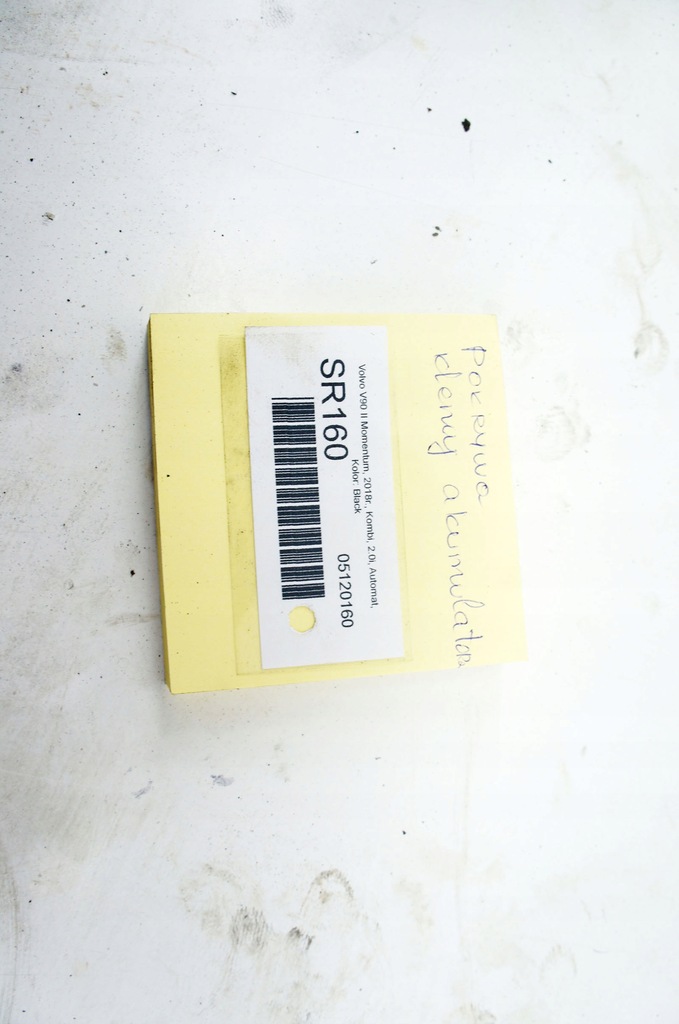 Pokrywa
klemy akumulatora
Volvo V90 II Momentum, 2018r., Kombi, 2.0i, Automat,
Kolor: Black
SR160
05120160